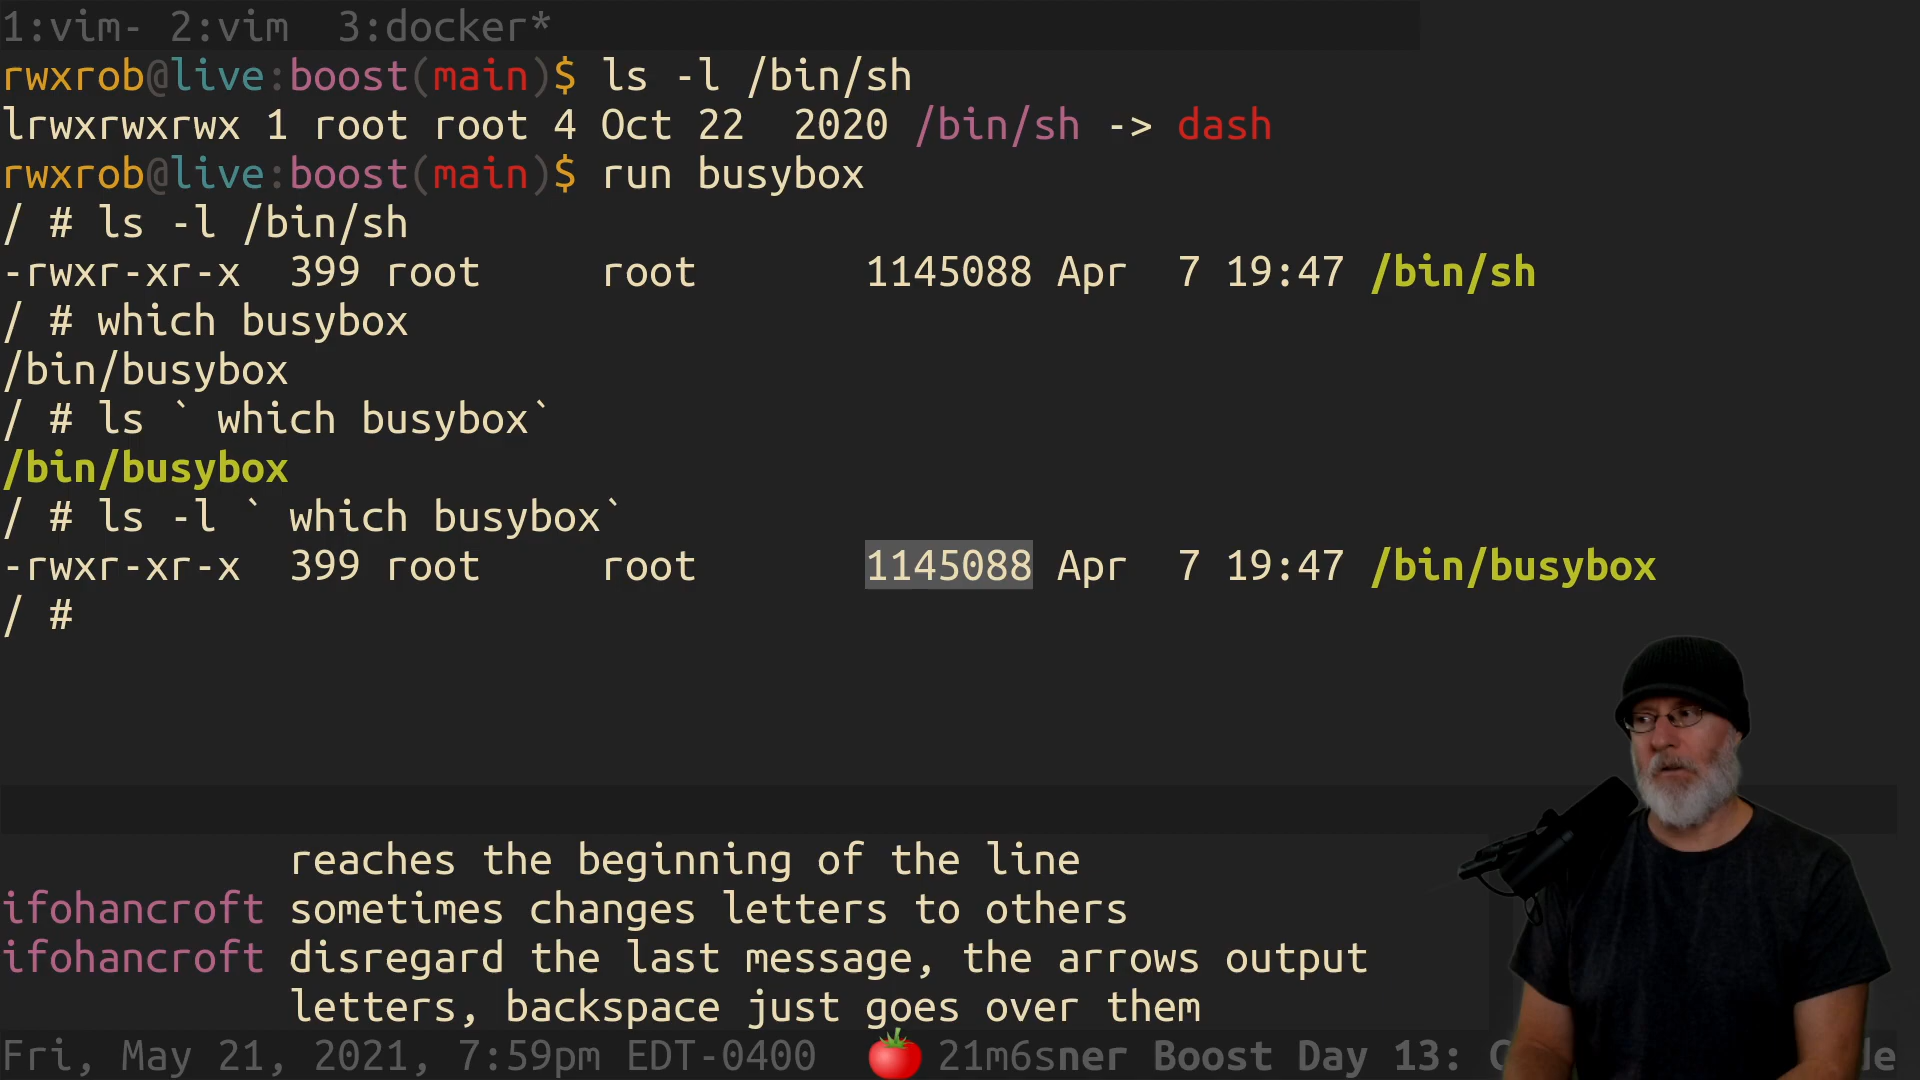 1:vim- 2:vim  3:docker*
rwxrob@live:boost(main)$ ls -l /bin/sh
lrwxrwxrwx 1 root root 4 Oct 22  2020 /bin/sh -> dash
rwxrob@live:boost(main)$ run busybox
/ # ls -l /bin/sh
-rwxr-xr-x  399 root     root       1145088 Apr  7 19:47 /bin/sh
/ # which busybox
/bin/busybox
/ # ls ` which busybox`
/bin/busybox
/ # ls -l ` which busybox`
-rwxr-xr-x  399 root     root       1145088 Apr  7 19:47 /bin/busybox
/ #
reaches the beginning of the line
ifohancroft sometimes changes letters to others
ifohancroft disregard the last message, the arrows output
letters, backspace just goes over them
Fri, May 21, 2021, 7:59pm EDT-0400 🍅 21m6sner Boost Day 13: